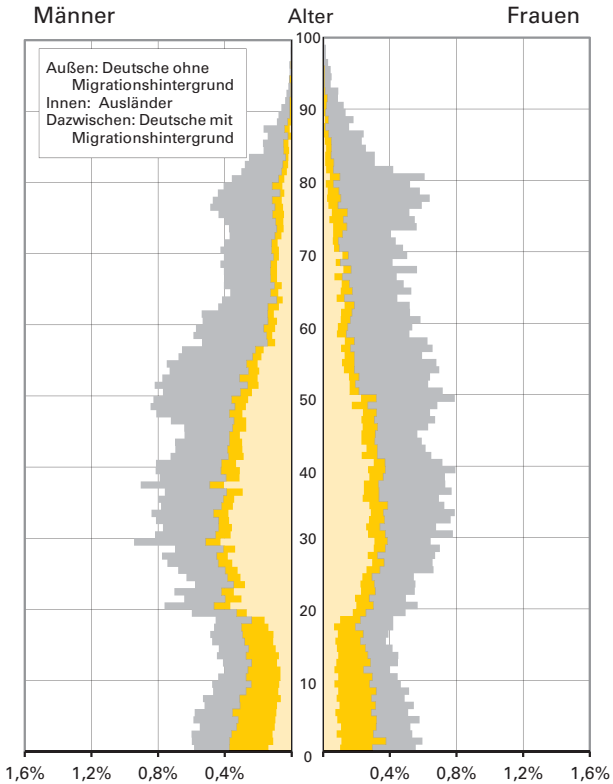 Männer Alter Frauen
100
Außen: Deutsche ohne
Migrationshintergrund
Innen: Ausländer
Dazwischen: Deutsche mit
Migrationshintergrund
90
80
70
60
50
40
30
20
10
0
1,6% 1,2% 0,8% 0,4% 0,4% 0,8% 1,2% 1,6%